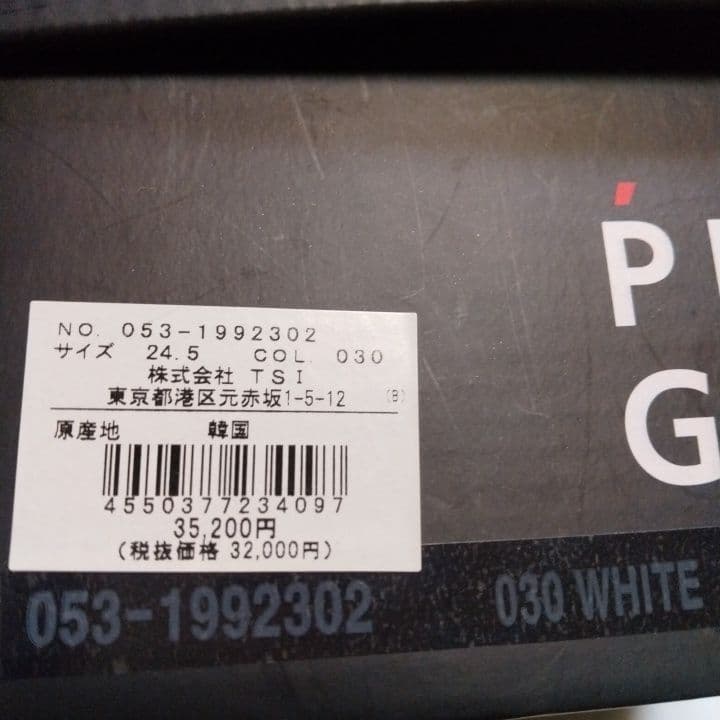 P
G
NO. 053-1992302
サイズ 24.5 COL. 030
株式会社 TSI
東京都港区元赤坂1-5-12 (B)
原産地 韓国
4550377234097
35,200円
(税抜価格 32,000円)
053-1992302 030 WHITE